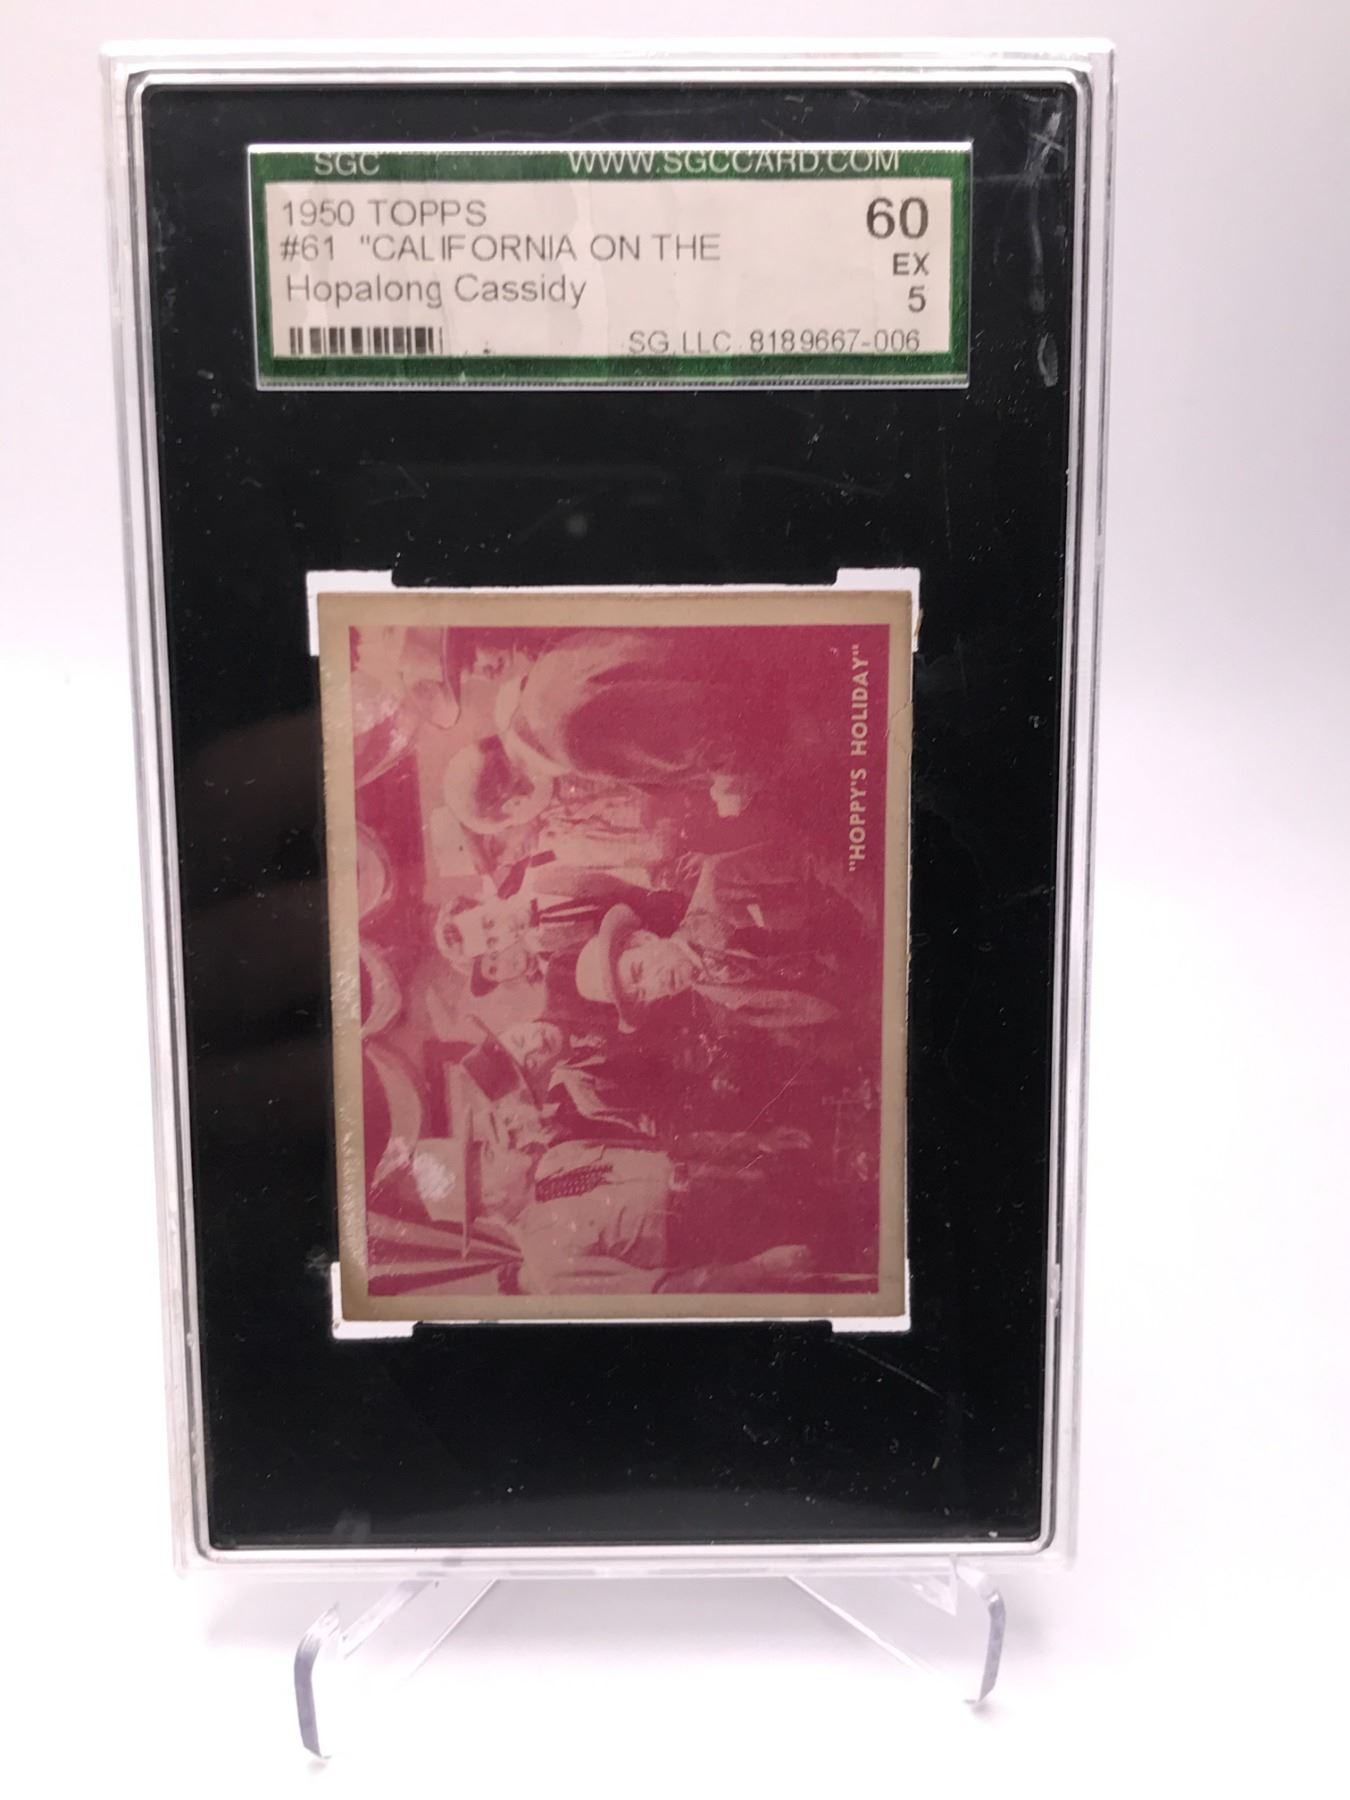 SGC WWW.SGCCARD.COM
1950 TOPPS 60
#61 "CALIFORNIA ON THE EX
Hopalong Cassidy 5
SG, LLC 8189667-006
"HOPPY'S HOLIDAY"